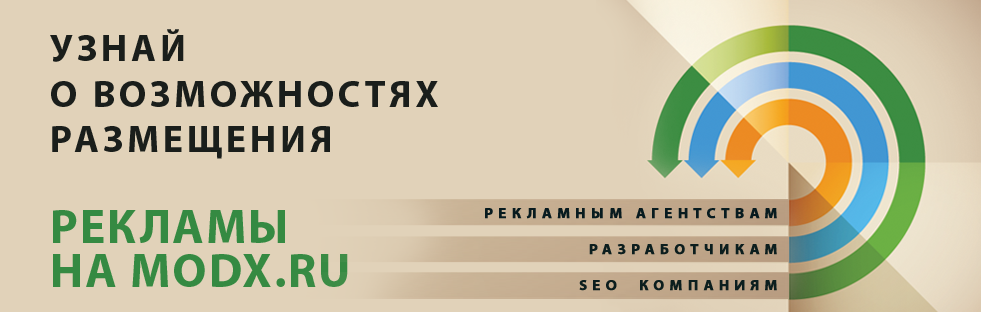 УЗНАЙ
О ВОЗМОЖНОСТЯХ
РАЗМЕЩЕНИЯ
РЕКЛАМЫ
НА MODX.RU
РЕКЛАМНЫМ АГЕНТСТВАМ
РАЗРАБОТЧИКАМ
SEO КОМПАНИЯМ